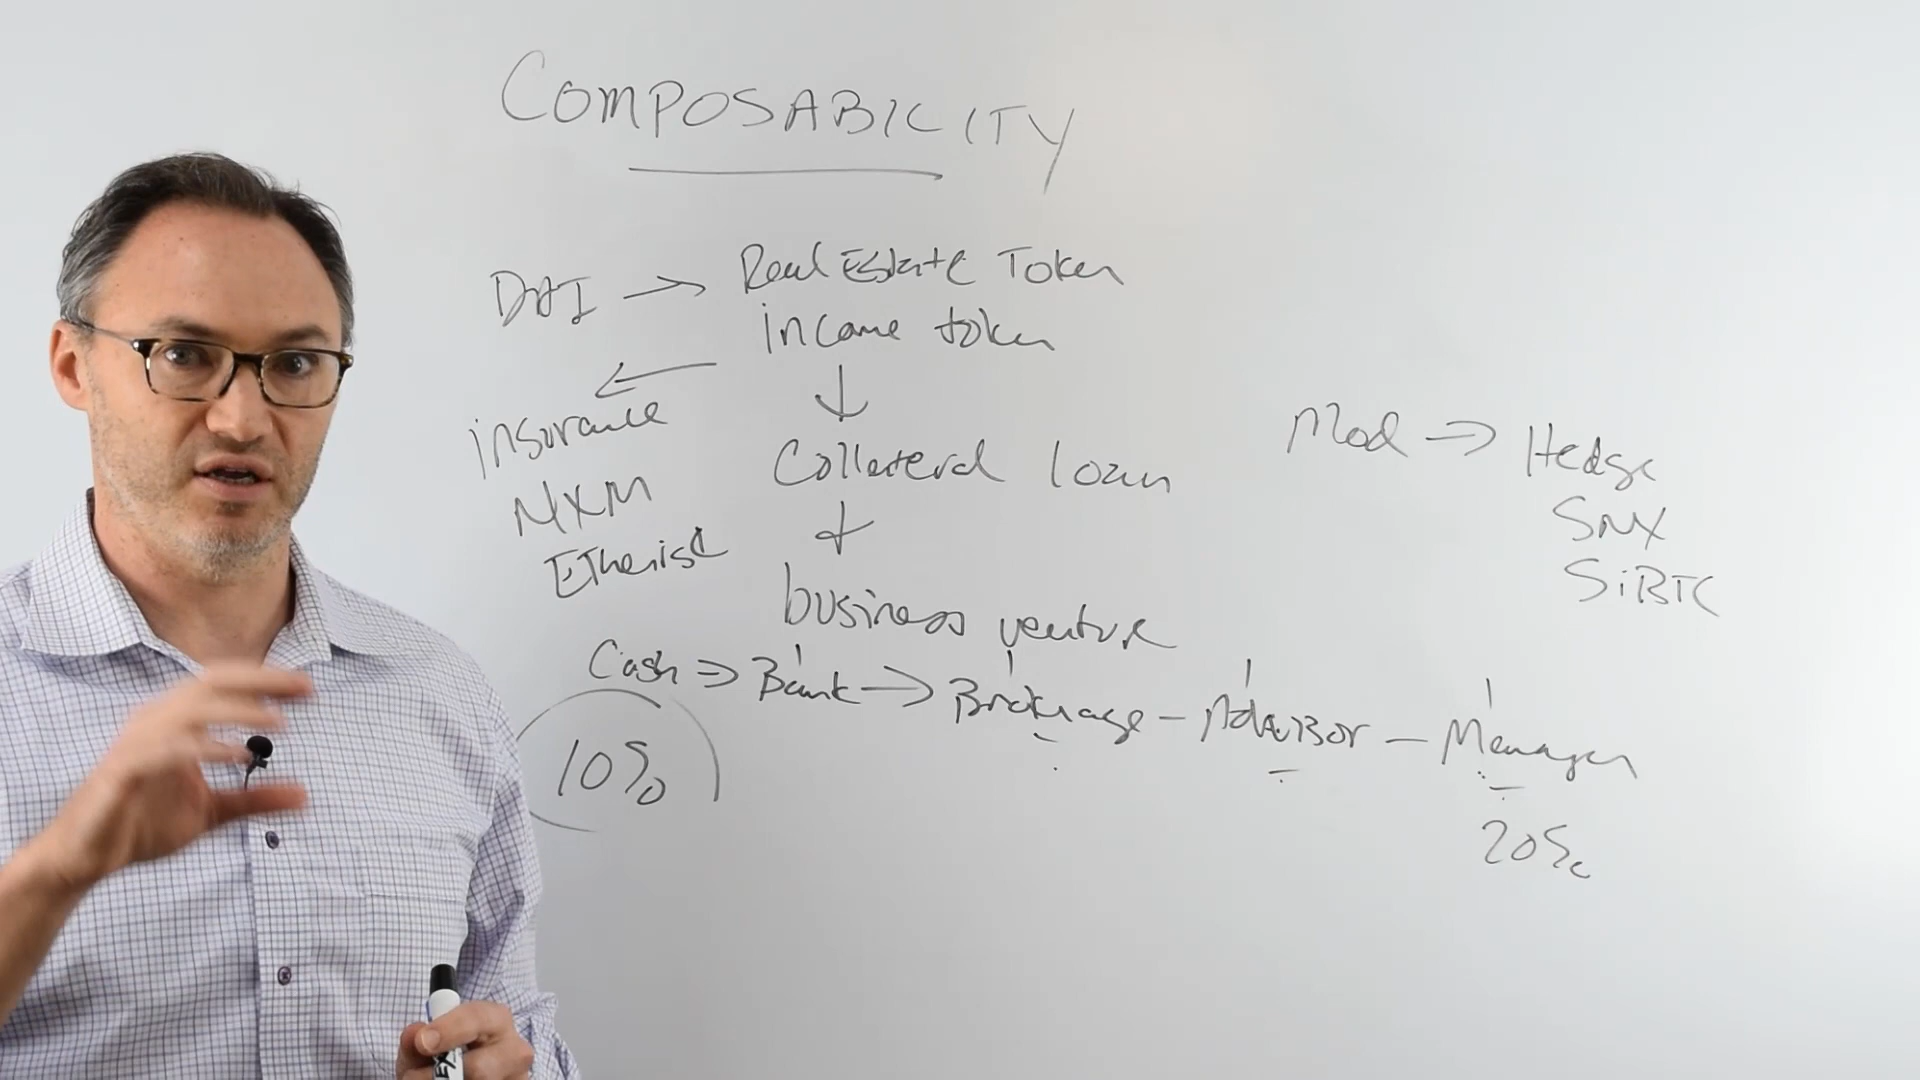 COMPOSABILITY
DAI → Real Estate Token
income token
insurance
NXM
Etherisc
Collateral loan
business venture
Hedge
SNX
SiBTC
Cash ⇒ Bank → Brokerage - Advisor - Manager
10%
20%
EX